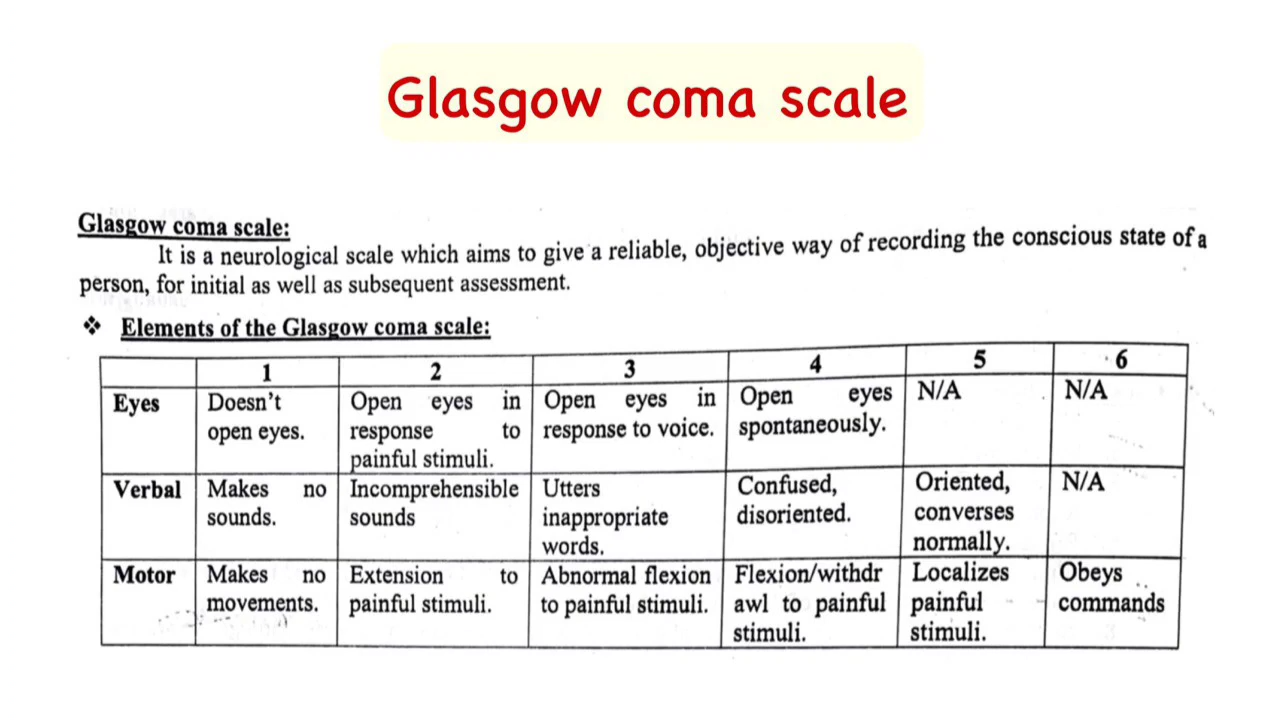 Glasgow coma scale
Glasgow coma scale:
It is a neurological scale which aims to give a reliable, objective way of recording the conscious state of a
person, for initial as well as subsequent assessment.
❖ Elements of the Glasgow coma scale:
1 2 3 4 5 6
Eyes Doesn't Open eyes in Open eyes in Open eyes N/A N/A
open eyes. response to response to voice. spontaneously.
painful stimuli.
Verbal Makes no Incomprehensible Utters Confused, Oriented, N/A
sounds. sounds inappropriate disoriented. converses
words. normally.
Motor Makes no Extension to Abnormal flexion Flexion/withdr Localizes Obeys
movements. painful stimuli. to painful stimuli. awl to painful painful commands
stimuli. stimuli.